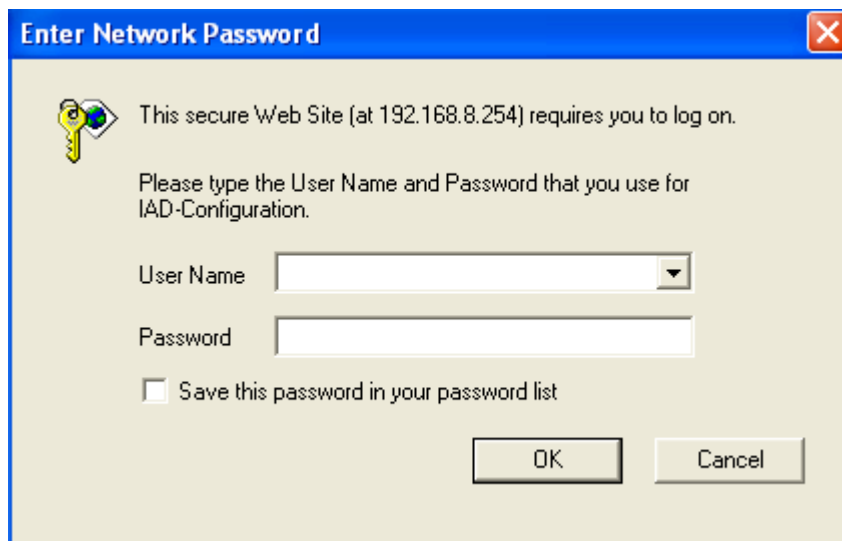 Enter Network Password
This secure Web Site (at 192.168.8.254) requires you to log on.
Please type the User Name and Password that you use for
IAD-Configuration.
User Name
Password
Save this password in your password list
OK
Cancel